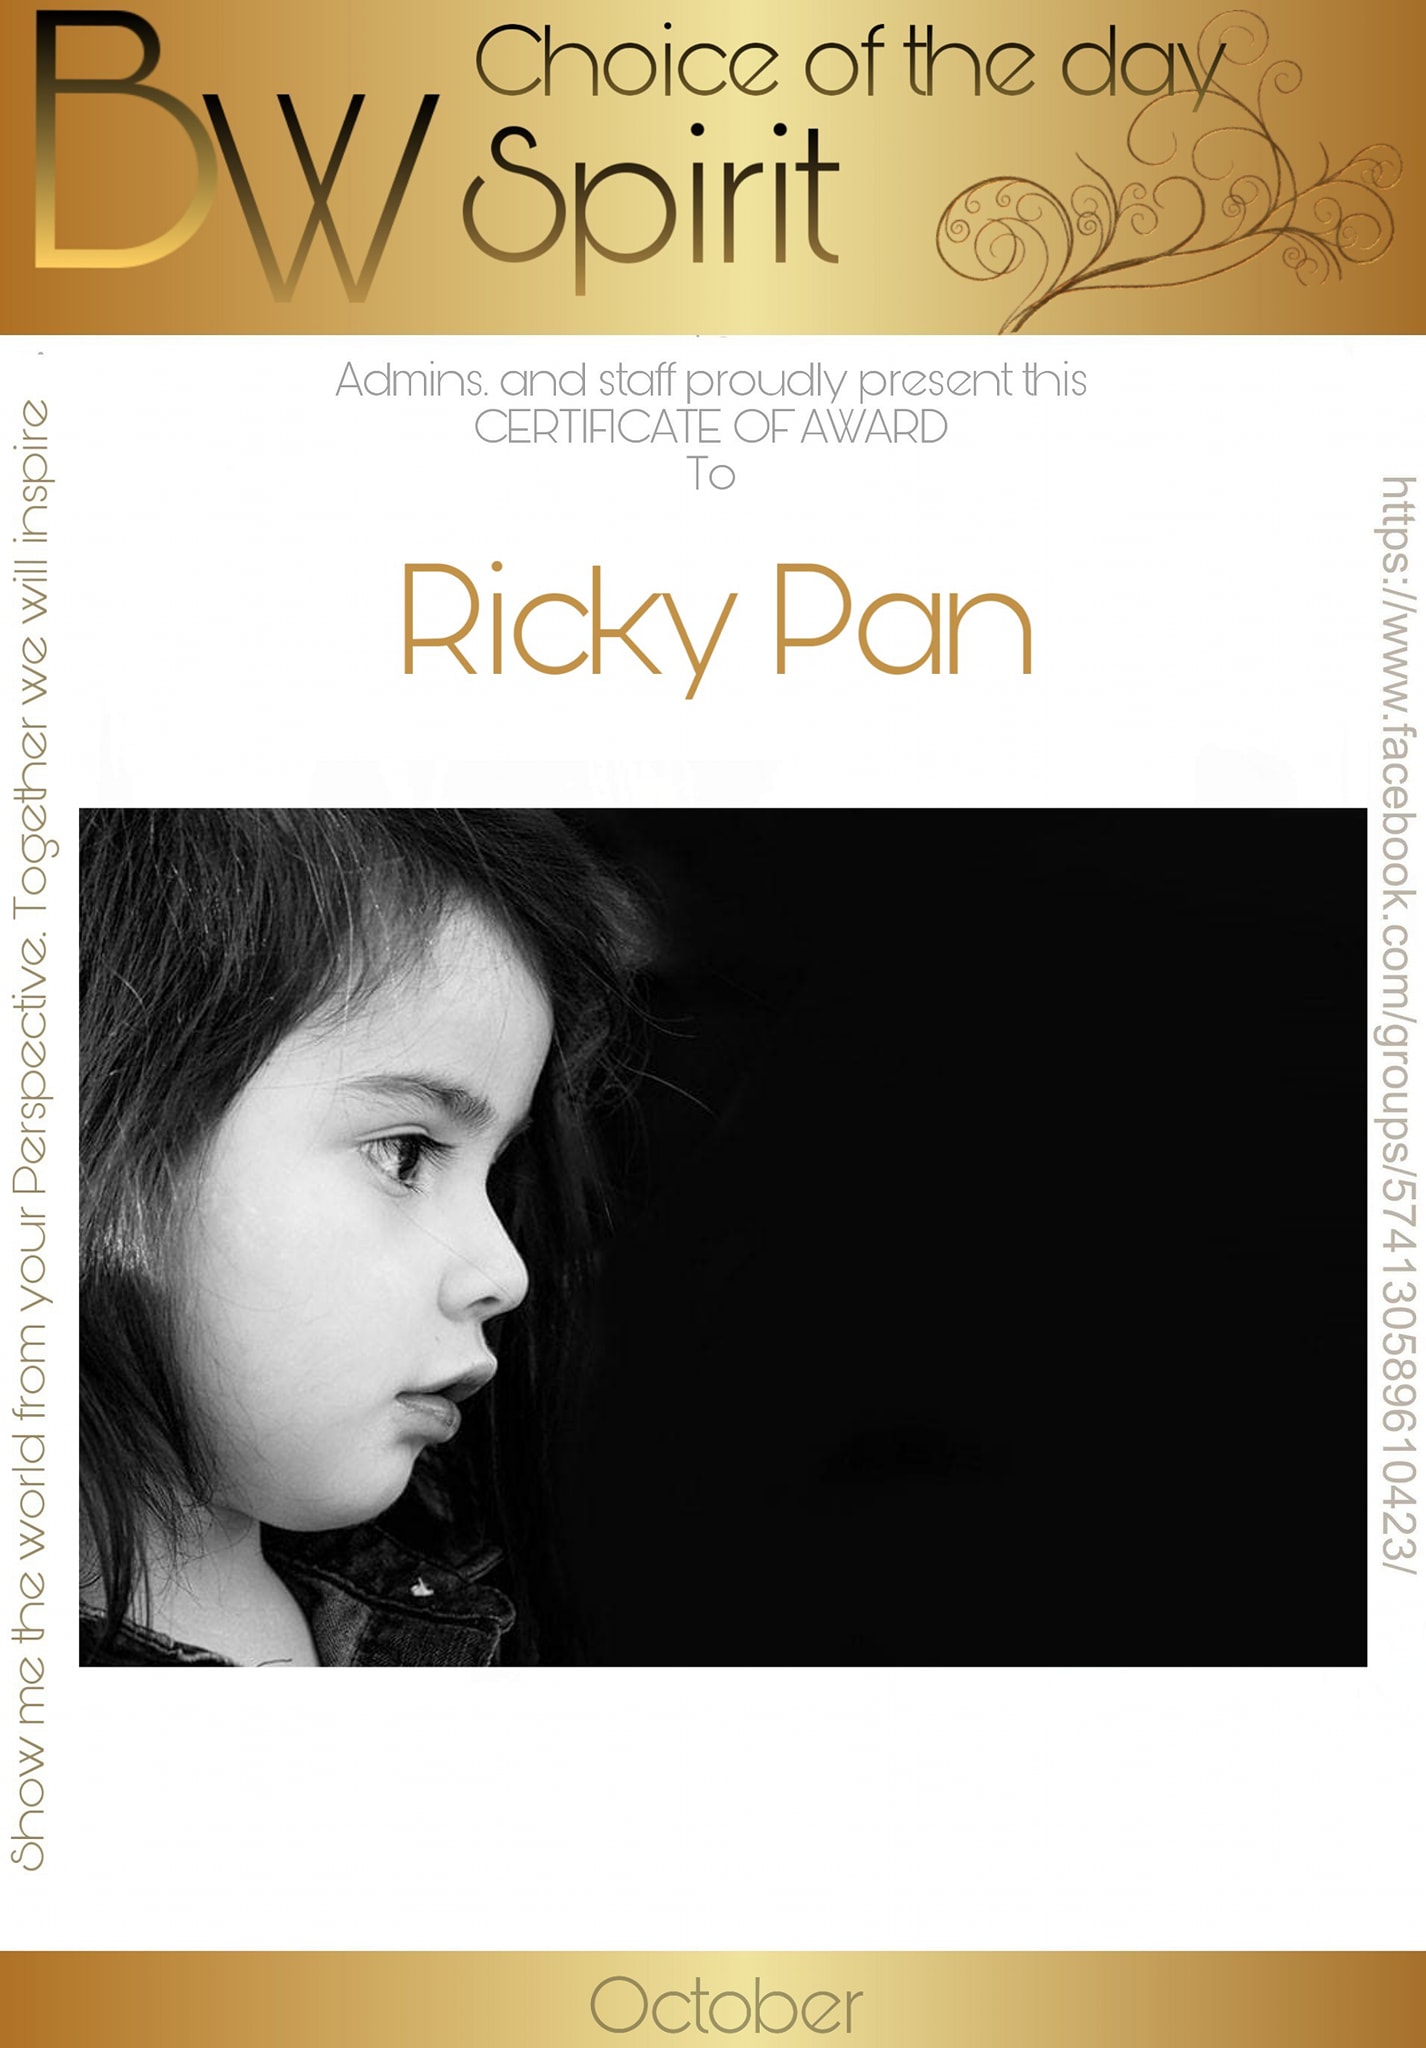 BW
Choice of the day
Spirit
Admins. and staff proudly present this
CERTIFICATE OF AWARD
To
Ricky Pan
Show me the world from your Perspective. Together we will inspire
https://www.facebook.com/groups/574130589610423/
October